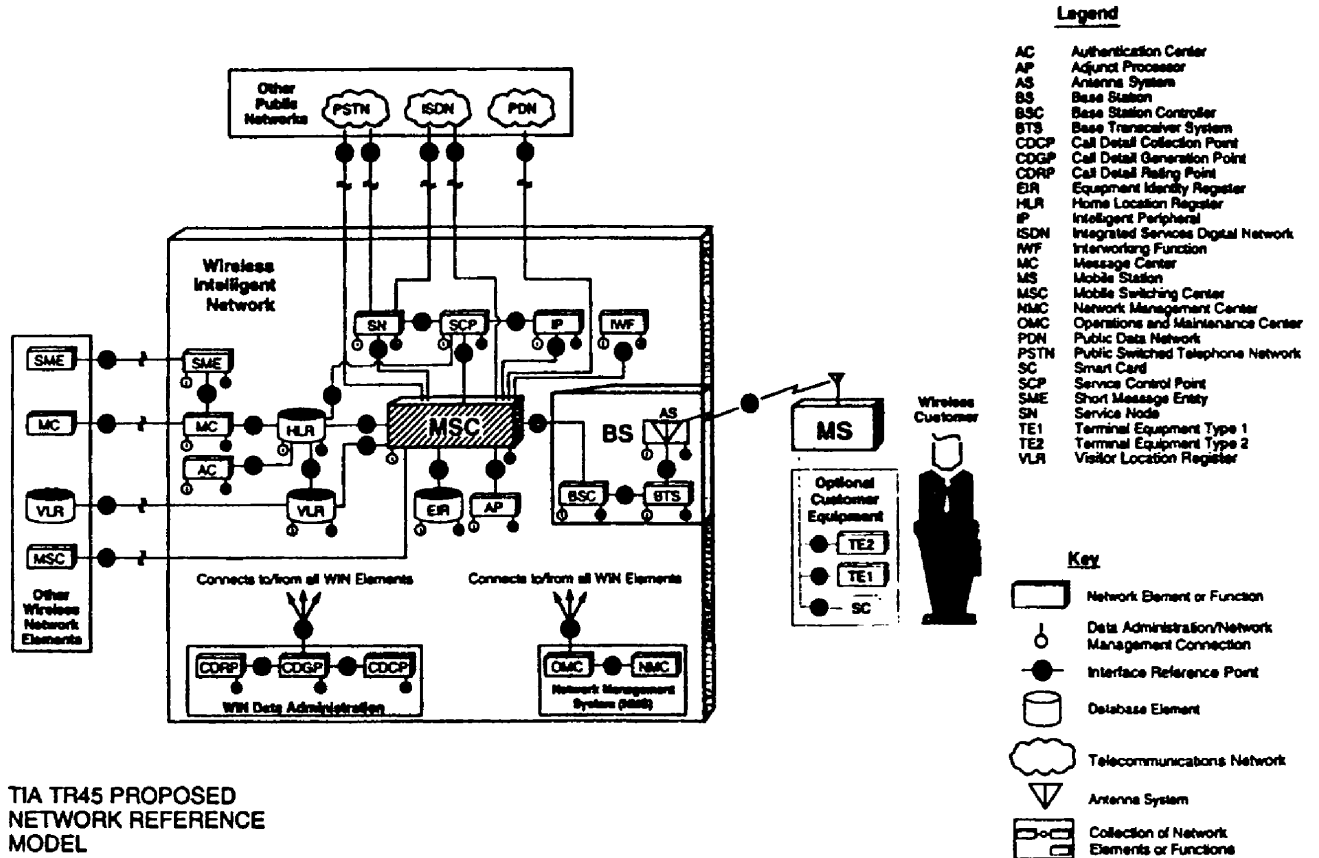 Legend
AC Authentication Center
AP Adjunct Processor
AS Antenna System
BS Base Station
BSC Base Station Controller
BTS Base Transceiver System
CDCP Call Detail Collection Point
CDGP Call Detail Generation Point
CDRP Call Detail Rating Point
EIR Equipment Identity Register
HLR Home Location Register
IP Intelligent Peripheral
ISDN Integrated Services Digital Network
IWF Interworking Function
MC Message Center
MS Mobile Station
MSC Mobile Switching Center
NMC Network Management Center
OMC Operations and Maintenance Center
PDN Public Data Network
PSTN Public Switched Telephone Network
SC Smart Card
SCP Service Control Point
SME Short Message Entity
SN Service Node
TE1 Terminal Equipment Type 1
TE2 Terminal Equipment Type 2
VLR Visitor Location Register
Other
Public
Networks
PSTN
ISDN
PDN
Wireless
Intelligent
Network
SN
SCP
IP
IWF
SME
SME
MC
MC
HLR
MSC
BS
AS
AC
VLR
VLR
EIR
AP
BSC
BTS
MSC
Other
Wireless
Network
Elements
Connects to/from all WIN Elements
Connects to/from all WIN Elements
CDRP
CDGP
CDCP
WIN Data Administration
OMC
NMC
Network Management
System (NMS)
MS
Wireless
Customer
Optional
Customer
Equipment
TE2
TE1
SC
Key
Network Element or Function
Data Administration/Network
Management Connection
Interface Reference Point
Database Element
Telecommunications Network
Antenna System
Collection of Network
Elements or Functions
TIA TR45 PROPOSED
NETWORK REFERENCE
MODEL